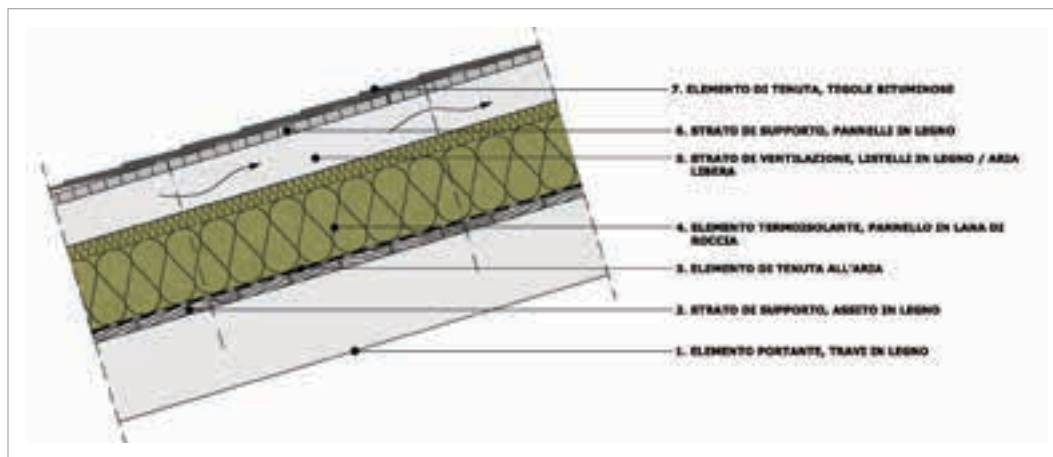 7. ELEMENTO DI TENUTA, TEGOLE BITUMINOSE
6. STRATO DI SUPPORTO, PANNELLI IN LEGNO
5. STRATO DI VENTILAZIONE, LISTELLI IN LEGNO / ARIA
LIBERA
4. ELEMENTO TERMOISOLANTE, PANNELLO IN LANA DI
ROCCIA
3. ELEMENTO DI TENUTA ALL'ARIA
2. STRATO DI SUPPORTO, ASSITO IN LEGNO
1. ELEMENTO PORTANTE, TRAVI IN LEGNO